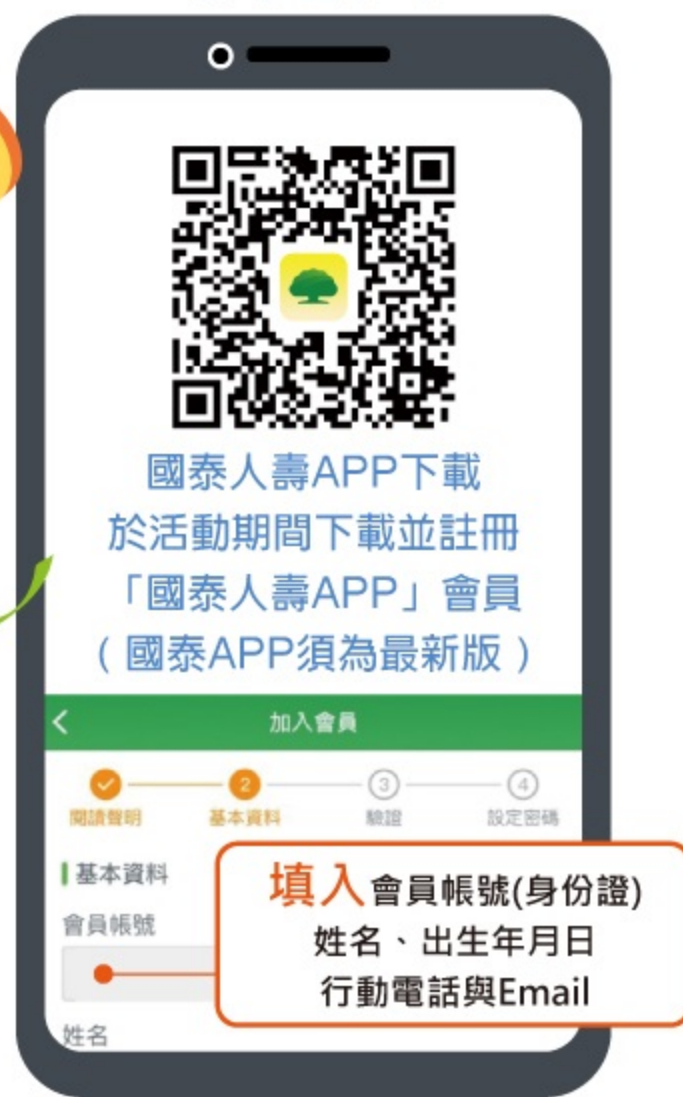 國泰人壽APP下載
於活動期間下載並註冊
「國泰人壽APP」會員
（國泰APP須為最新版）
加入會員
2
3
4
閱讀聲明
基本資料
驗證
設定密碼
基本資料
會員帳號
姓名
填入會員帳號(身份證)
姓名、出生年月日
行動電話與Email